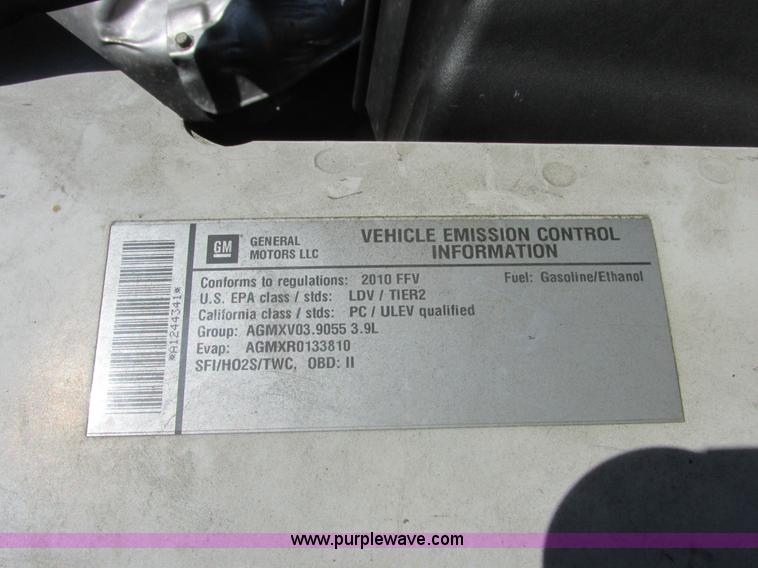 *A1244341*
GM
GENERAL
MOTORS LLC
VEHICLE EMISSION CONTROL
INFORMATION
Conforms to regulations: 2010 FFV Fuel: Gasoline/Ethanol
U.S. EPA class / stds: LDV / TIER2
California class / stds: PC / ULEV qualified
Group: AGMXV03.9055 3.9L
Evap: AGMXR0133810
SFI/HO2S/TWC, OBD: II
www.purplewave.com